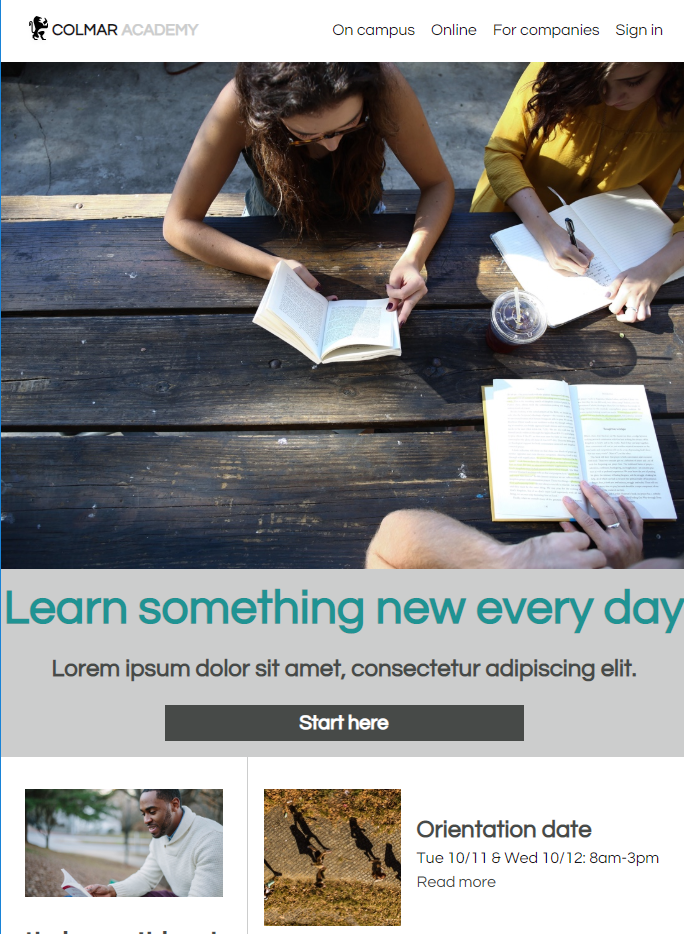 COLMAR ACADEMY
On campus Online For companies Sign in
Learn something new every day
Lorem ipsum dolor sit amet, consectetur adipiscing elit.
Start here
Orientation date
Tue 10/11 & Wed 10/12: 8am-3pm
Read more